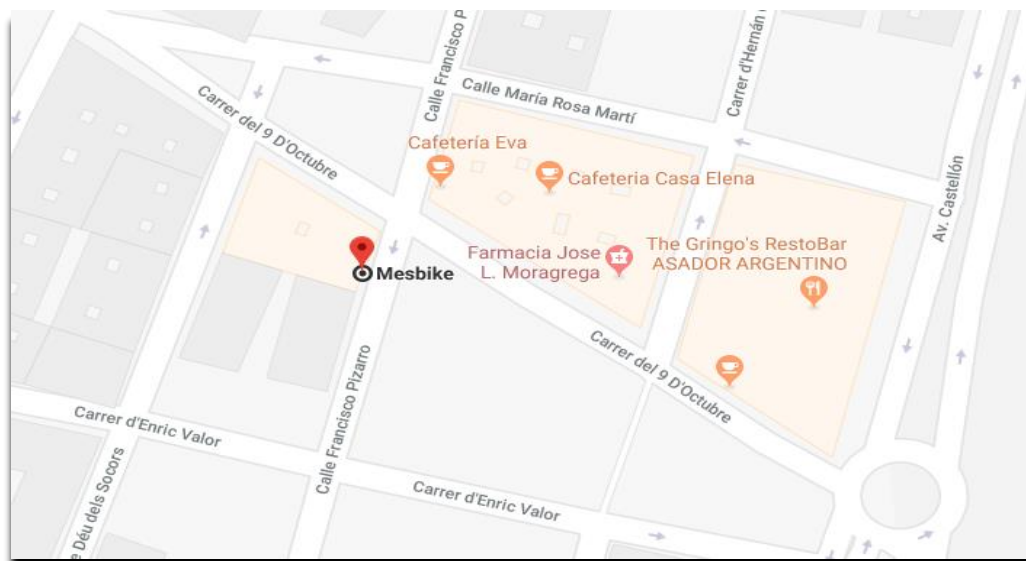 Calle Francisco P
Carrer d'Hernán
Calle María Rosa Martí
Carrer del 9 D'Octubre
Cafetería Eva
Cafeteria Casa Elena
Av. Castellón
The Gringo's RestoBar
ASADOR ARGENTINO
Farmacia Jose
L. Moragrega
Mesbike
Carrer del 9 D'Octubre
Calle Francisco Pizarro
Carrer d'Enric Valor
Carrer d'Enric Valor
e Déu dels Socors